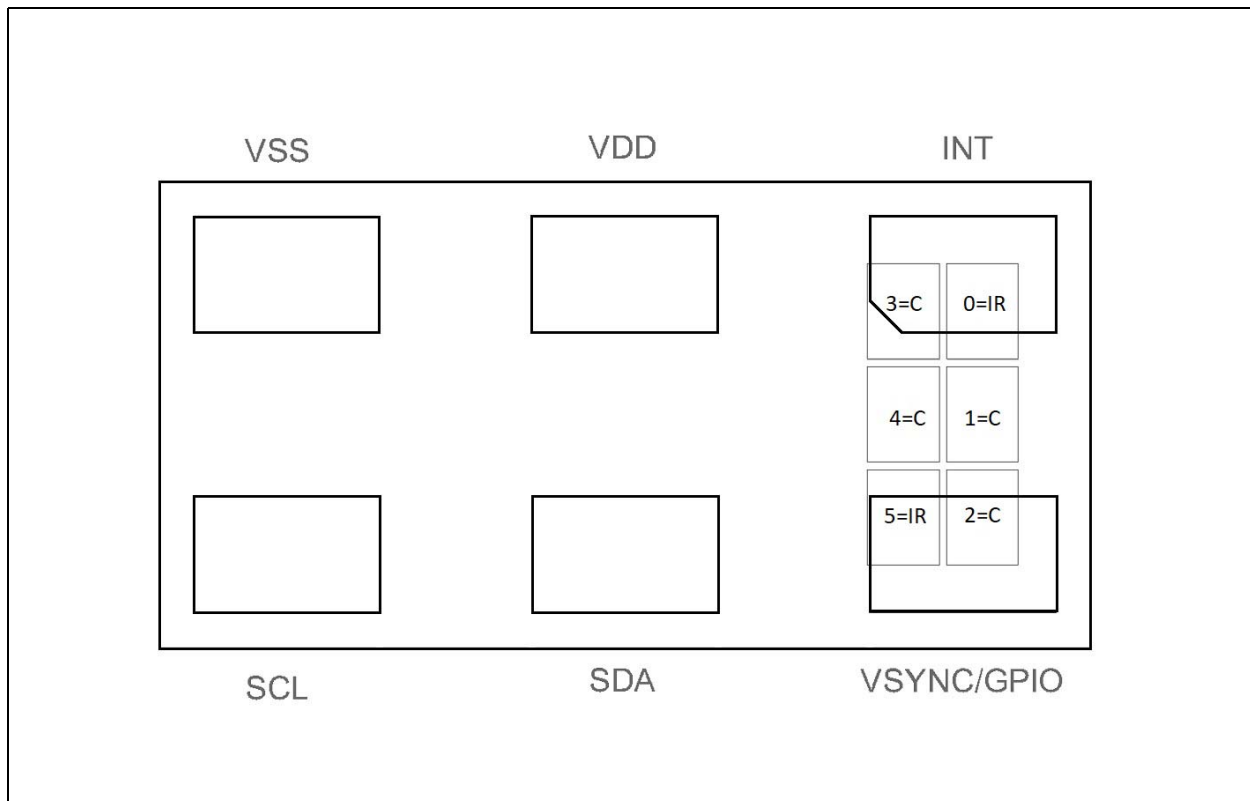 VSS VDD INT
3=C 0=IR
4=C 1=C
5=IR 2=C
SCL SDA VSYNC/GPIO